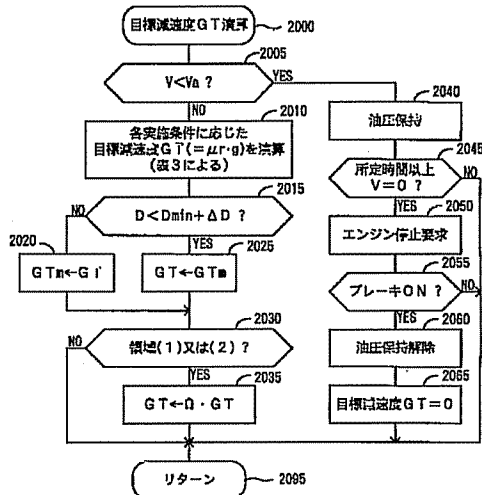 目標減速度GT演算
2000
2005
V<Va ?
YES
NO
2010
各実施条件に応じた
目標減速度GT(=μr·g)を演算
(表3による)
2015
D<Dmin+ΔD ?
NO
YES
2020
GTm←GT
2025
GT←GTm
2030
領域(1)又は(2) ?
NO
YES
2035
GT←Ω·GT
2040
油圧保持
2045
所定時間以上
V=0 ?
NO
YES
2050
エンジン停止要求
2055
ブレーキON ?
NO
YES
2060
油圧保持解除
2065
目標減速度GT=0
リターン
2095